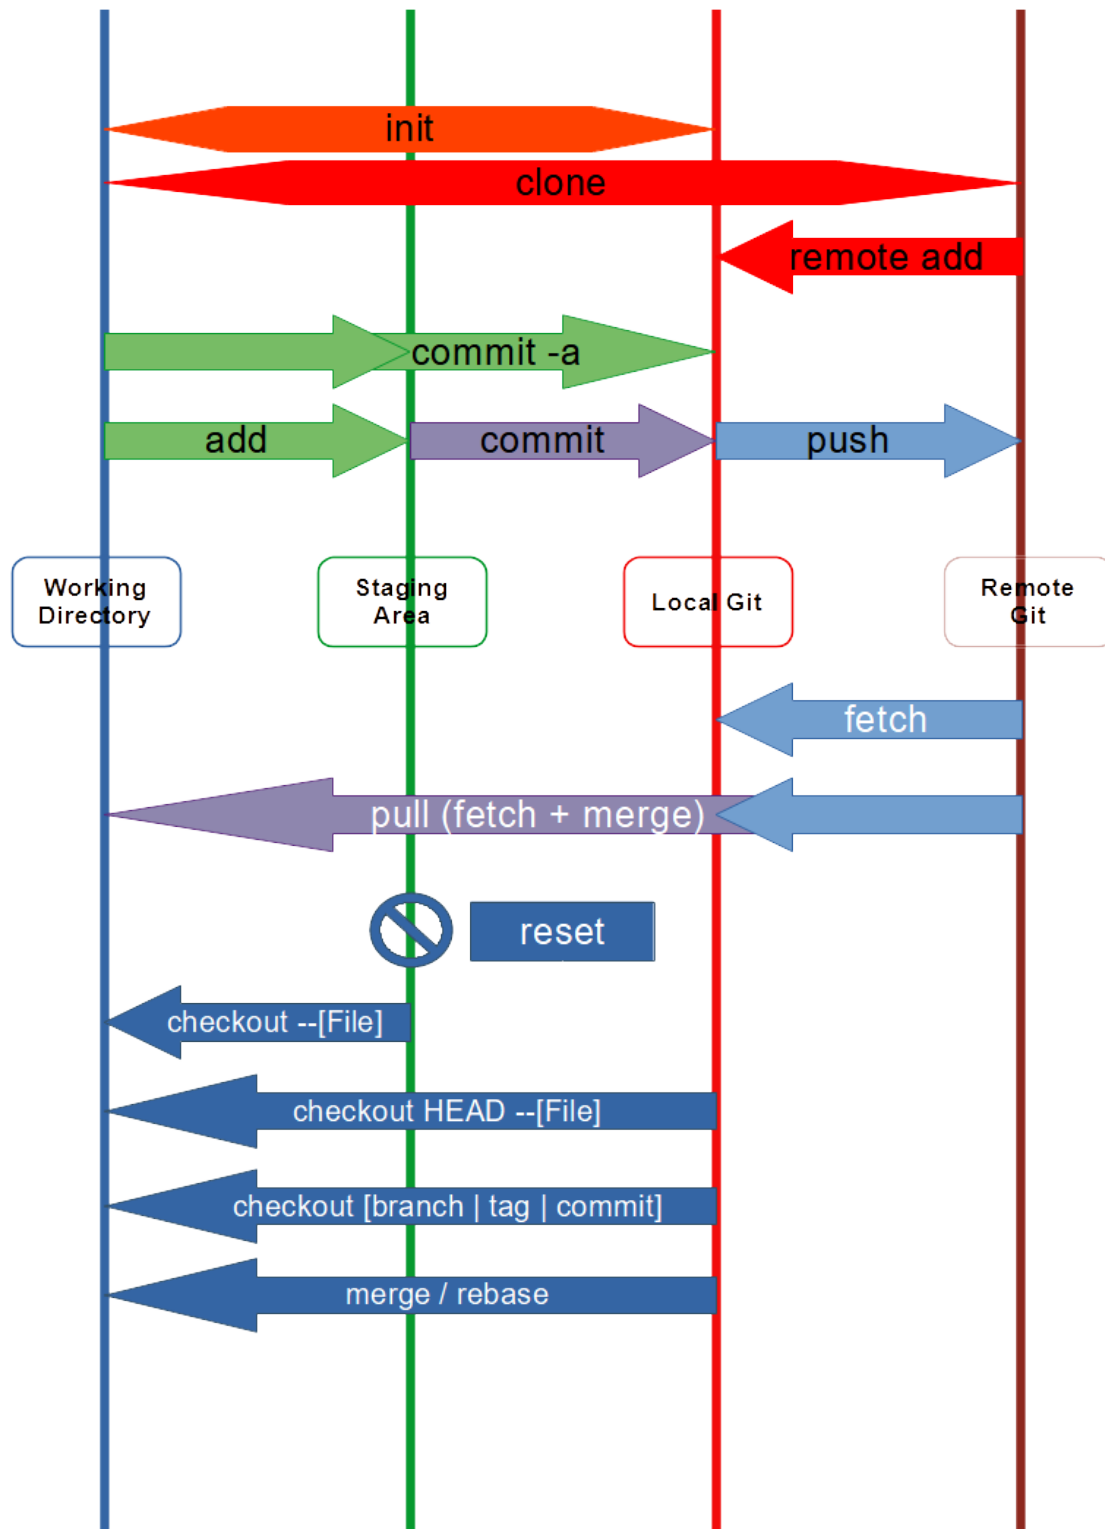 init
clone
remote add
commit -a
add
commit
push
Working
Directory
Staging
Area
Local Git
Remote
Git
fetch
pull (fetch + merge)
reset
checkout --[File]
checkout HEAD --[File]
checkout [branch | tag | commit]
merge / rebase